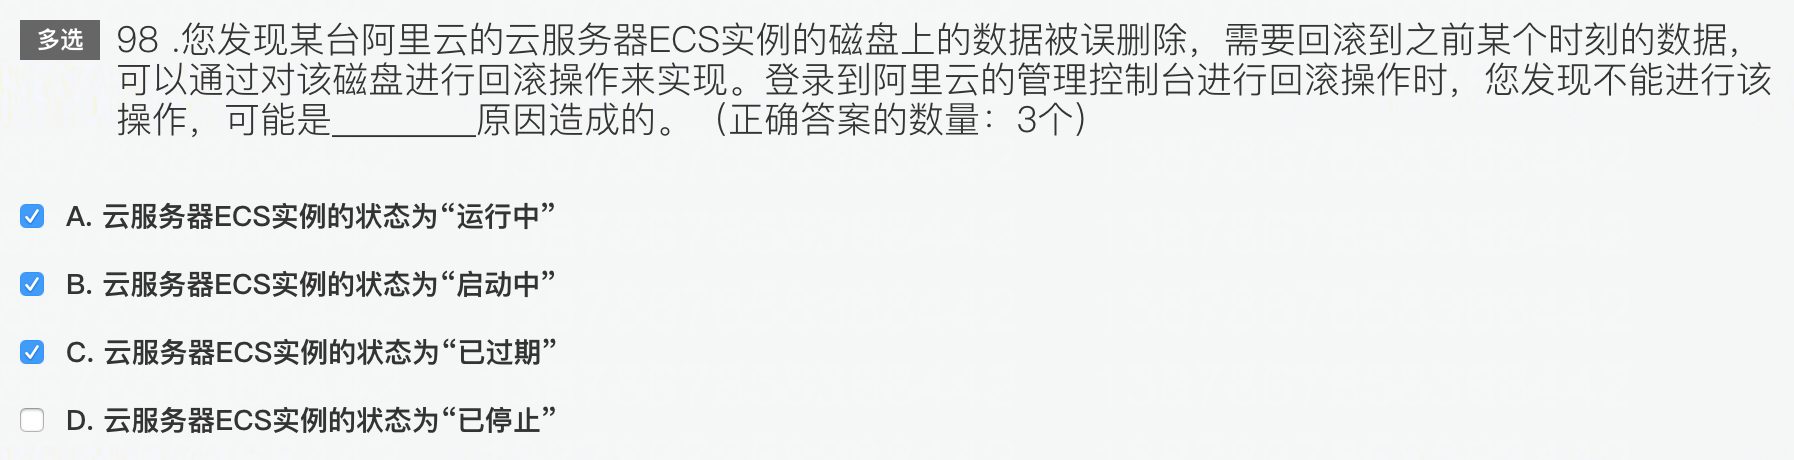 多选 98 .您发现某台阿里云的云服务器ECS实例的磁盘上的数据被误删除，需要回滚到之前某个时刻的数据，
可以通过对该磁盘进行回滚操作来实现。登录到阿里云的管理控制台进行回滚操作时，您发现不能进行该
操作，可能是________原因造成的。（正确答案的数量：3个）
A. 云服务器ECS实例的状态为“运行中”
B. 云服务器ECS实例的状态为“启动中”
C. 云服务器ECS实例的状态为“已过期”
D. 云服务器ECS实例的状态为“已停止”